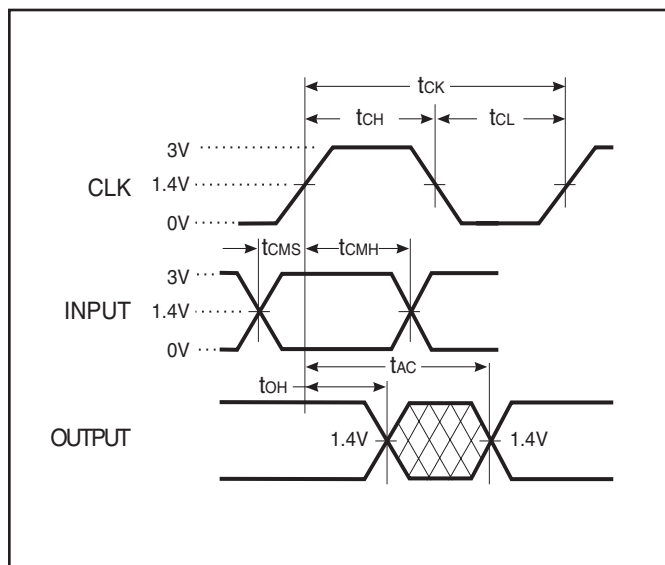 tCK
tCH
tCL
3V
CLK
1.4V
0V
tCMS
tCMH
3V
INPUT
1.4V
0V
tAC
tOH
OUTPUT
1.4V
1.4V